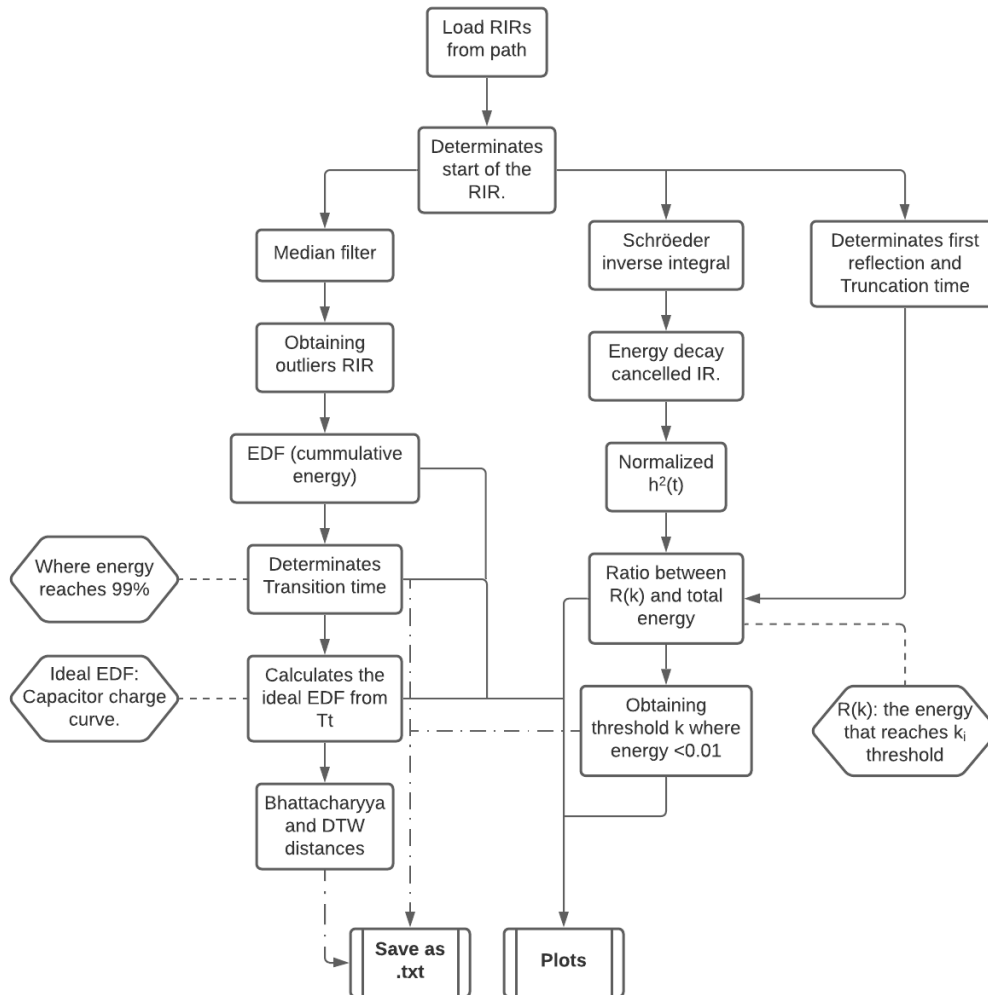 Load RIRs
from path
Determinates
start of the
RIR.
Median filter
Schröeder
inverse integral
Determinates first
reflection and
Truncation time
Obtaining
outliers RIR
Energy decay
cancelled IR.
EDF (cummulative
energy)
Normalized
h²(t)
Where energy
reaches 99%
Determinates
Transition time
Ratio between
R(k) and total
energy
Ideal EDF:
Capacitor charge
curve.
Calculates the
ideal EDF from
Tt
Obtaining
threshold k where
energy <0.01
R(k): the energy
that reaches kᵢ
threshold
Bhattacharyya
and DTW
distances
Save as
.txt
Plots